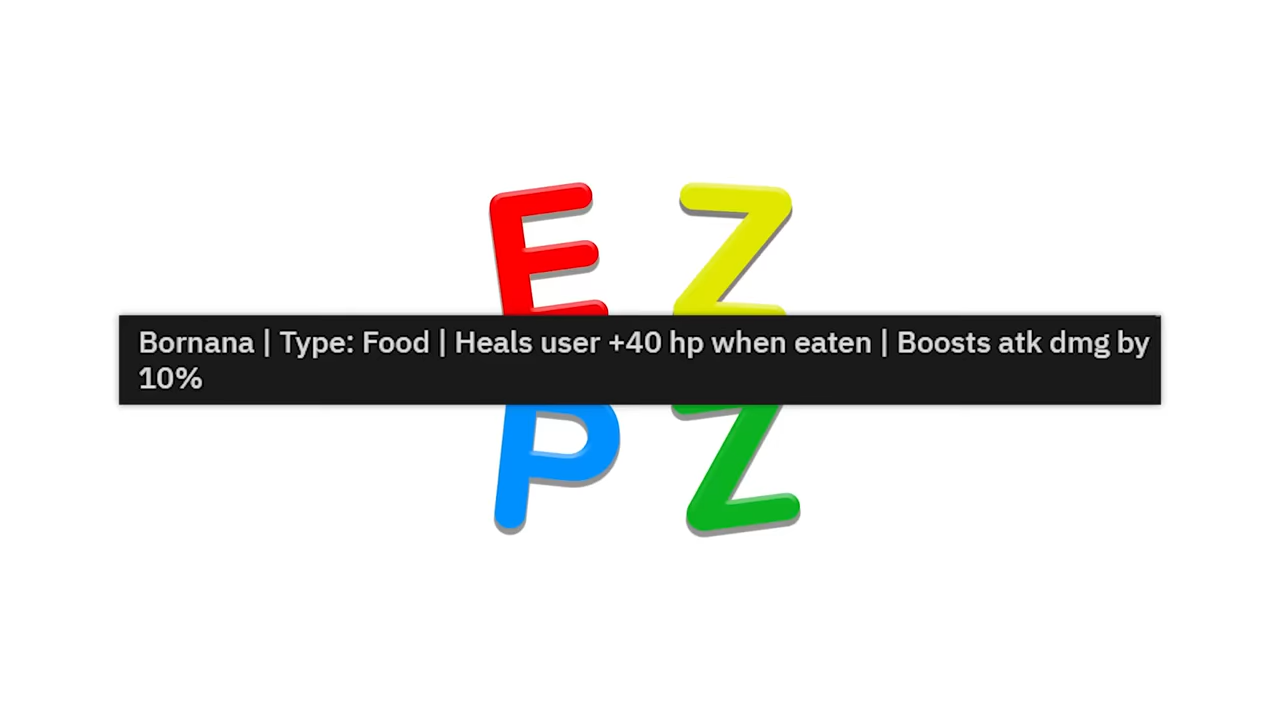 E Z
Bornana | Type: Food | Heals user +40 hp when eaten | Boosts atk dmg by
10%
P Z